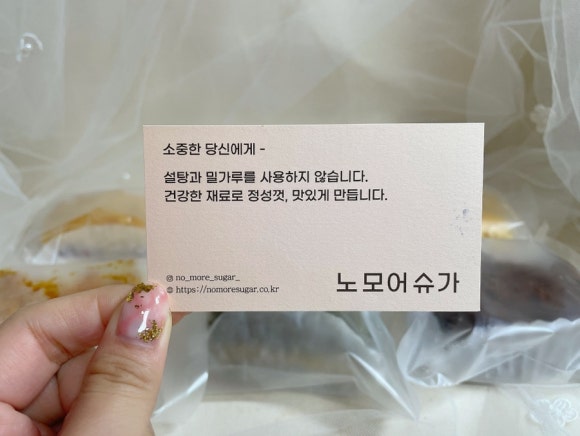 소중한 당신에게 -
설탕과 밀가루를 사용하지 않습니다.
건강한 재료로 정성껏, 맛있게 만듭니다.
no_more_sugar_
https://nomoresugar.co.kr
노모어슈가